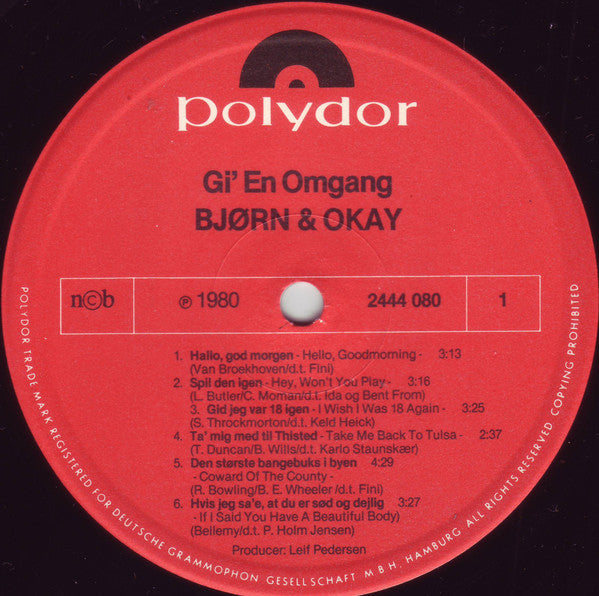 polydor
Gi' En Omgang
BJØRN & OKAY
n©b
℗ 1980
2444 080
1
1. Hallo, god morgen - Hello, Goodmorning - 3:13
(Van Broekhoven/d.t. Fini)
2. Spil den igen - Hey, Won't You Play - 3:16
(L. Butler/C. Moman/d.t. Ida og Bent From)
3. Gid jeg var 18 igen - I Wish I Was 18 Again - 3:25
(S. Throckmorton/d.t. Keld Heick)
4. Ta' mig med til Thisted - Take Me Back To Tulsa - 2:37
(T. Duncan/B. Wills/d.t. Karlo Staunskær)
5. Den største bangebuks i byen 4:29
- Coward Of The County -
(R. Bowling/B. E. Wheeler /d.t. Fini)
6. Hvis jeg sa'e, at du er sød og dejlig 3:27
- If I Said You Have A Beautiful Body)
(Bellemy/d.t. P. Holm Jensen)
Producer: Leif Pedersen
POLYDOR TRADE MARK REGISTERED FOR DEUTSCHE GRAMMOPHON GESELLSCHAFT M.B.H. HAMBURG ALL RIGHTS RESERVED COPYING PROHIBITED